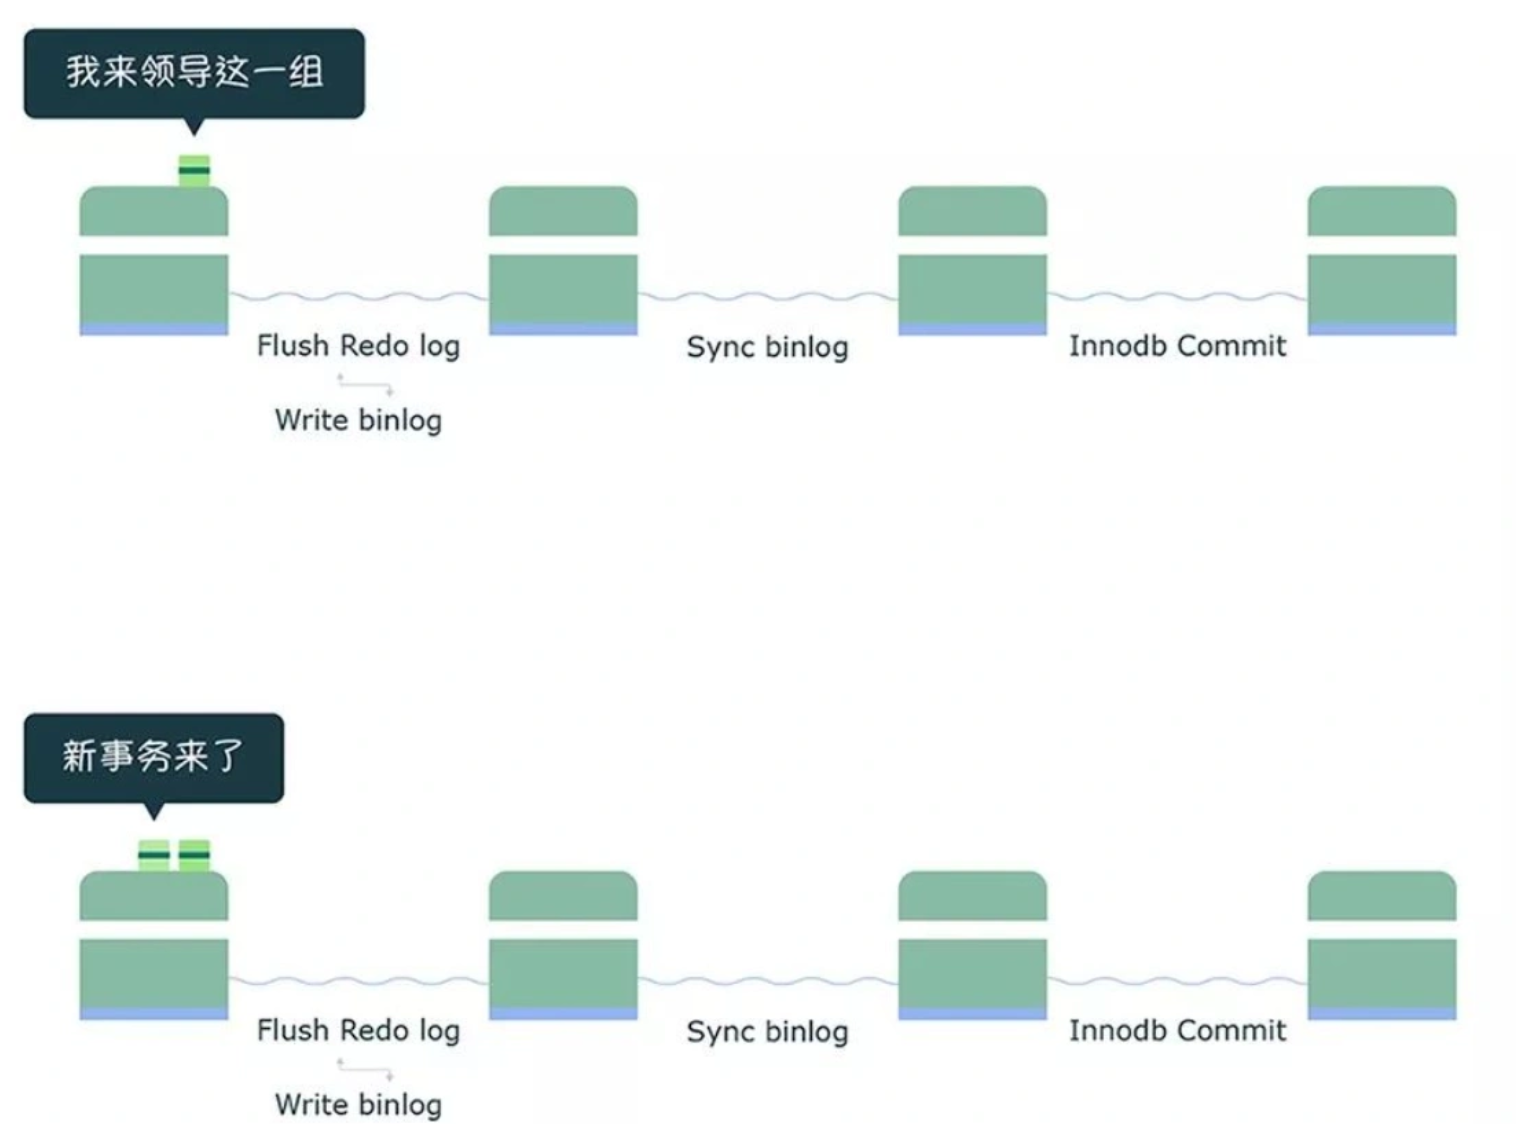 我来领导这一组
Flush Redo log
Sync binlog
Innodb Commit
Write binlog
新事务来了
Flush Redo log
Sync binlog
Innodb Commit
Write binlog